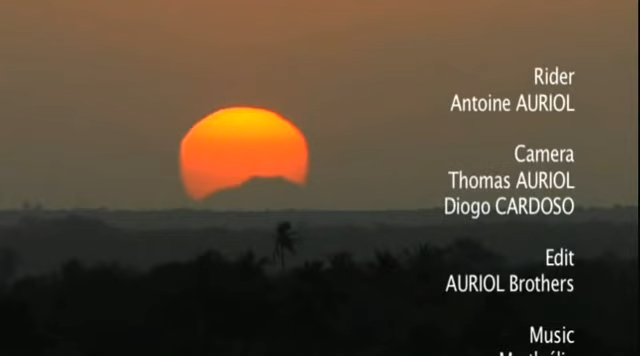 Rider
Antoine AURIOL
Camera
Thomas AURIOL
Diogo CARDOSO
Edit
AURIOL Brothers
Music